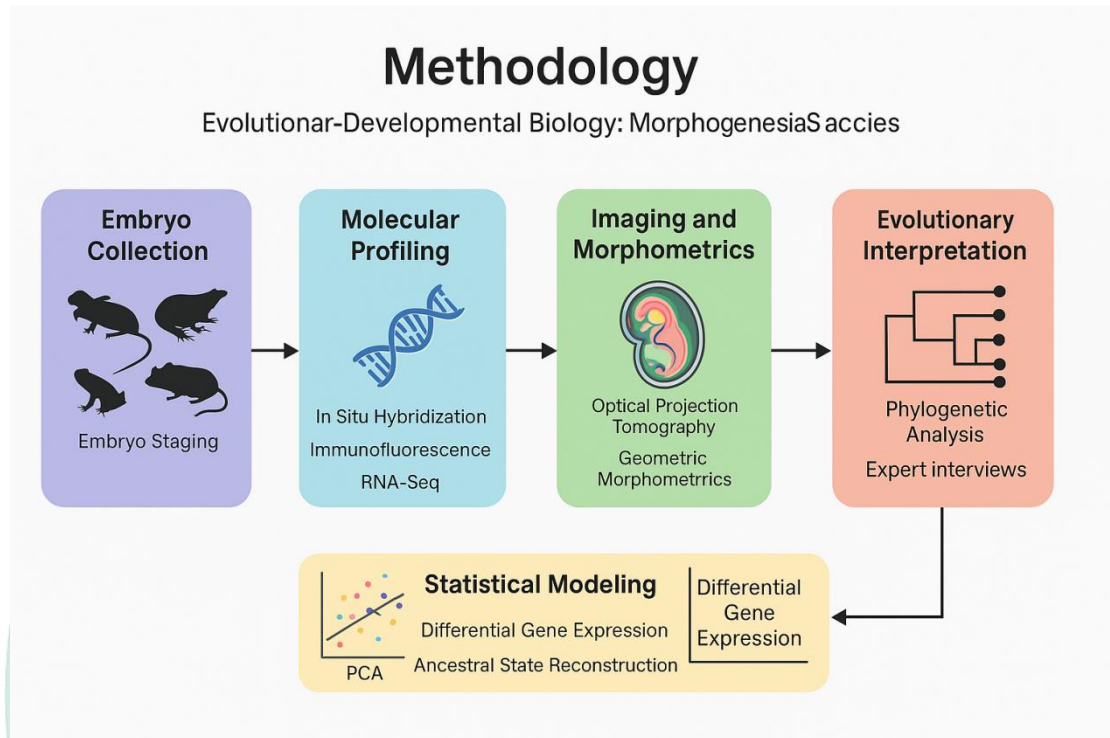 Methodology
Evolutionar-Developmental Biology: MorphogenesiaSaccies
Embryo
Collection
Embryo Staging
Molecular
Profiling
In Situ Hybridization
Immunofluorescence
RNA-Seq
Imaging and
Morphometrics
Optical Projection
Tomography
Geometric
Morphometrrics
Evolutionary
Interpretation
Phylogenetic
Analysis
Expert interviews
PCA
Statistical Modeling
Differential Gene Expression
Ancestral State Reconstruction
Differential
Gene
Expression